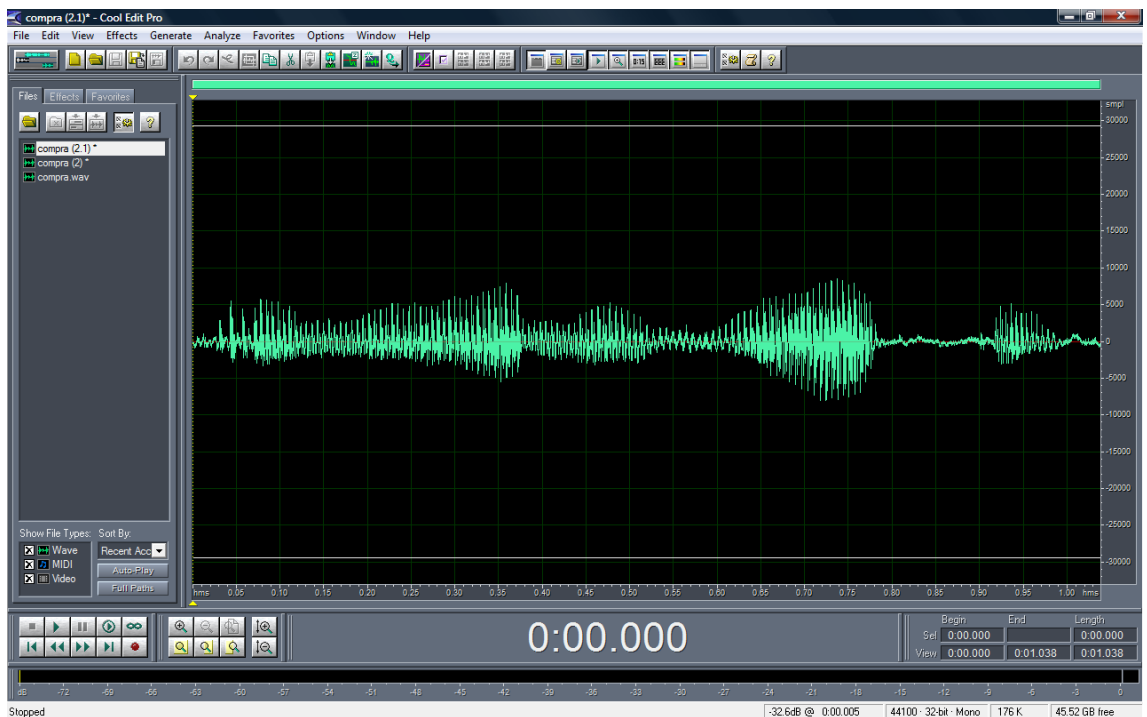 compra (2.1)* - Cool Edit Pro
File Edit View Effects Generate Analyze Favorites Options Window Help
Files Effects Favorites
compra (2.1) *
compra (2) *
compra.wav
Show File Types: Sort By:
Wave Recent Acc
MIDI Auto-Play
Video Full Paths
smpl
30000
25000
20000
15000
10000
5000
0
-5000
-10000
-15000
-20000
-25000
-30000
hms 0.05 0.10 0.15 0.20 0.25 0.30 0.35 0.40 0.45 0.50 0.55 0.60 0.65 0.70 0.75 0.80 0.85 0.90 0.95 1.00 hms
0:00.000
Begin End Length
Sel 0:00.000 0:00.000
View 0:00.000 0:01.038 0:01.038
dB -72 -69 -66 -63 -60 -57 -54 -51 -48 -45 -42 -39 -36 -33 -30 -27 -24 -21 -18 -15 -12 -9 -6 -3 0
Stopped -32.6dB @ 0:00.005 44100 · 32-bit · Mono 176 K 45.52 GB free